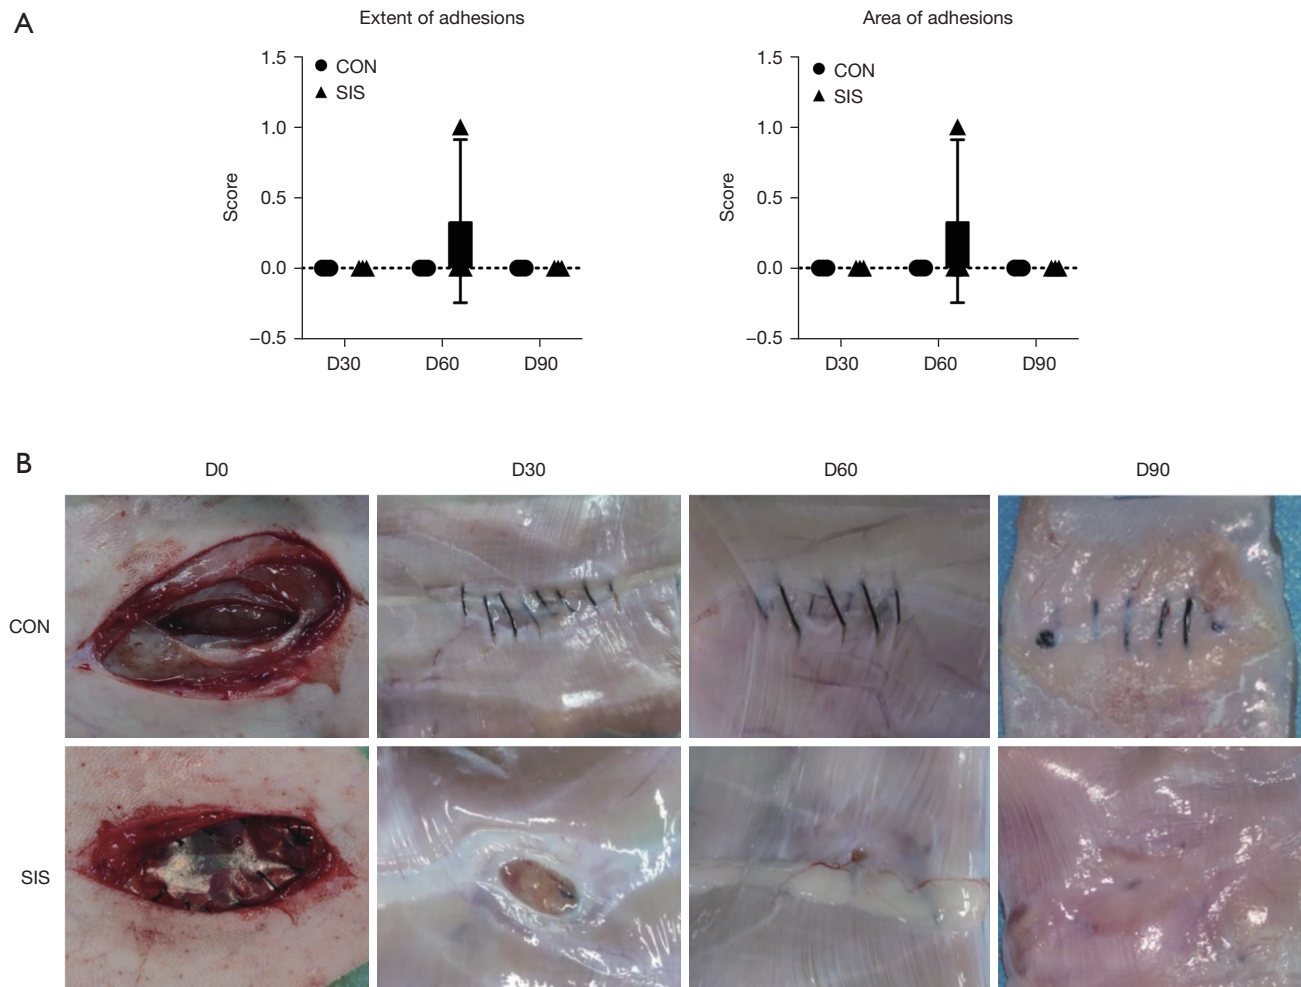 A
Extent of adhesions
1.5
1.0
0.5
0.0
−0.5
Score
CON
SIS
D30 D60 D90
Area of adhesions
1.5
1.0
0.5
0.0
−0.5
Score
CON
SIS
D30 D60 D90
B
D0 D30 D60 D90
CON
SIS